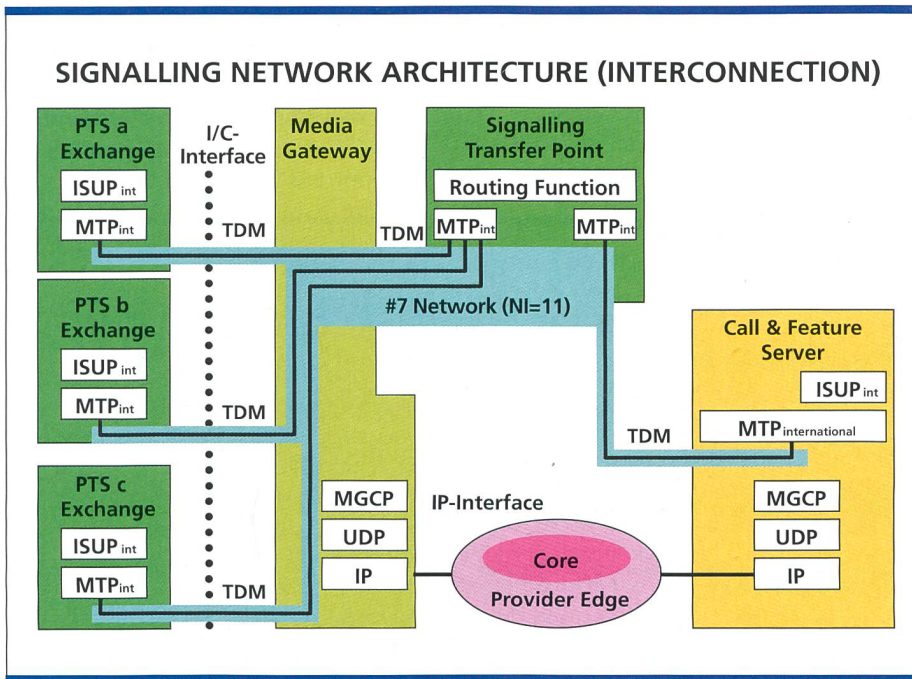 SIGNALLING NETWORK ARCHITECTURE (INTERCONNECTION)
PTS a
Exchange
ISUP int
MTPint
I/C-
Interface
TDM
Media
Gateway
TDM
Signalling
Transfer Point
Routing Function
MTPint
MTPint
#7 Network (NI=11)
PTS b
Exchange
ISUP int
MTPint
TDM
Call & Feature
Server
ISUP int
MTPinternational
TDM
PTS c
Exchange
ISUP int
MTPint
TDM
MGCP
UDP
IP
IP-Interface
Core
Provider Edge
MGCP
UDP
IP